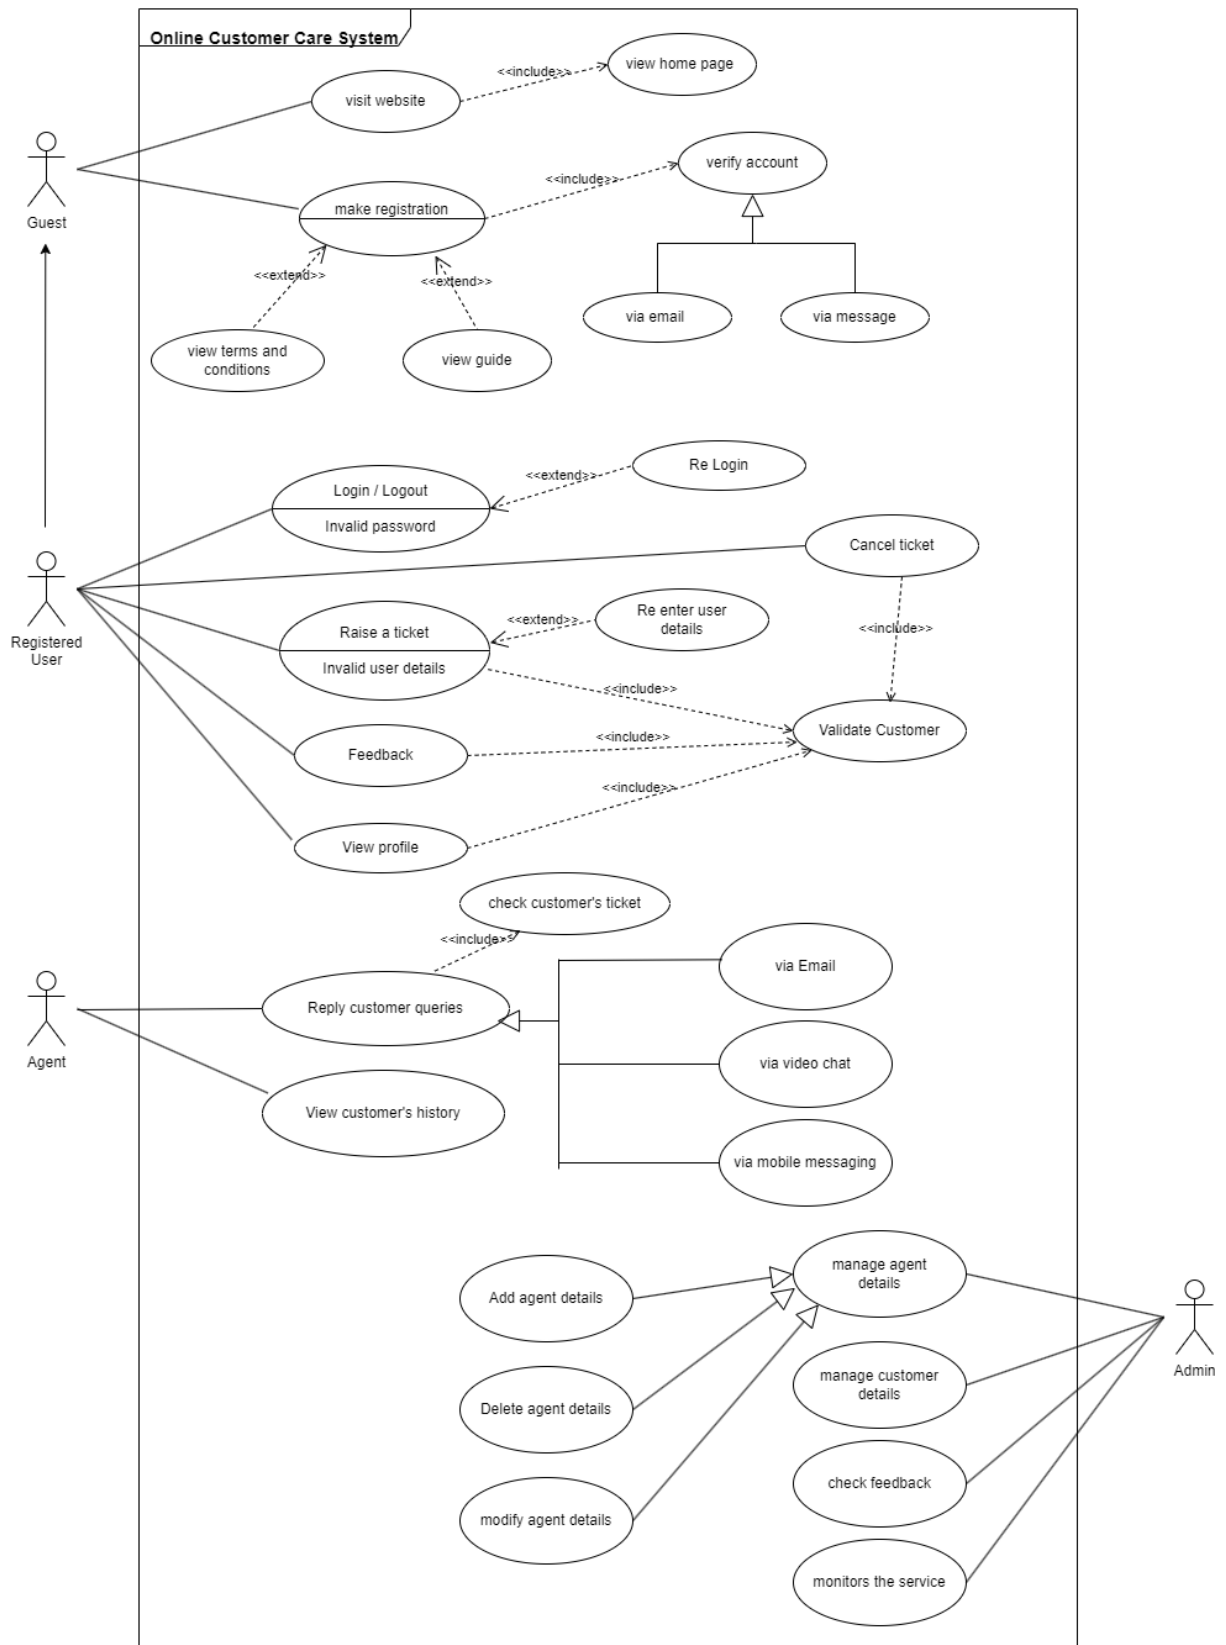 Online Customer Care System
view home page
<<include>>
visit website
verify account
<<include>>
make registration
Guest
<<extend>>
<<extend>>
via email
via message
view terms and
conditions
view guide
Re Login
<<extend>>
Login / Logout
Invalid password
Cancel ticket
Re enter user
details
<<extend>>
<<include>>
Raise a ticket
Invalid user details
Registered
User
<<include>>
Validate Customer
<<include>>
Feedback
<<include>>
View profile
check customer's ticket
<<include>>
via Email
Reply customer queries
Agent
via video chat
View customer's history
via mobile messaging
manage agent
details
Add agent details
Admin
manage customer
details
Delete agent details
check feedback
modify agent details
monitors the service